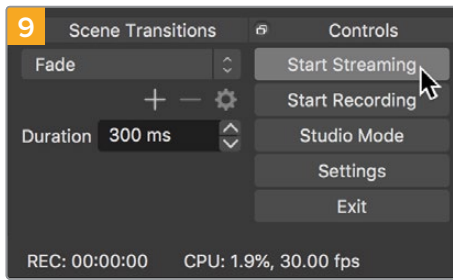 9
Scene Transitions
Controls
Fade
Start Streaming
Start Recording
Duration 300 ms
Studio Mode
Settings
Exit
REC: 00:00:00 CPU: 1.9%, 30.00 fps